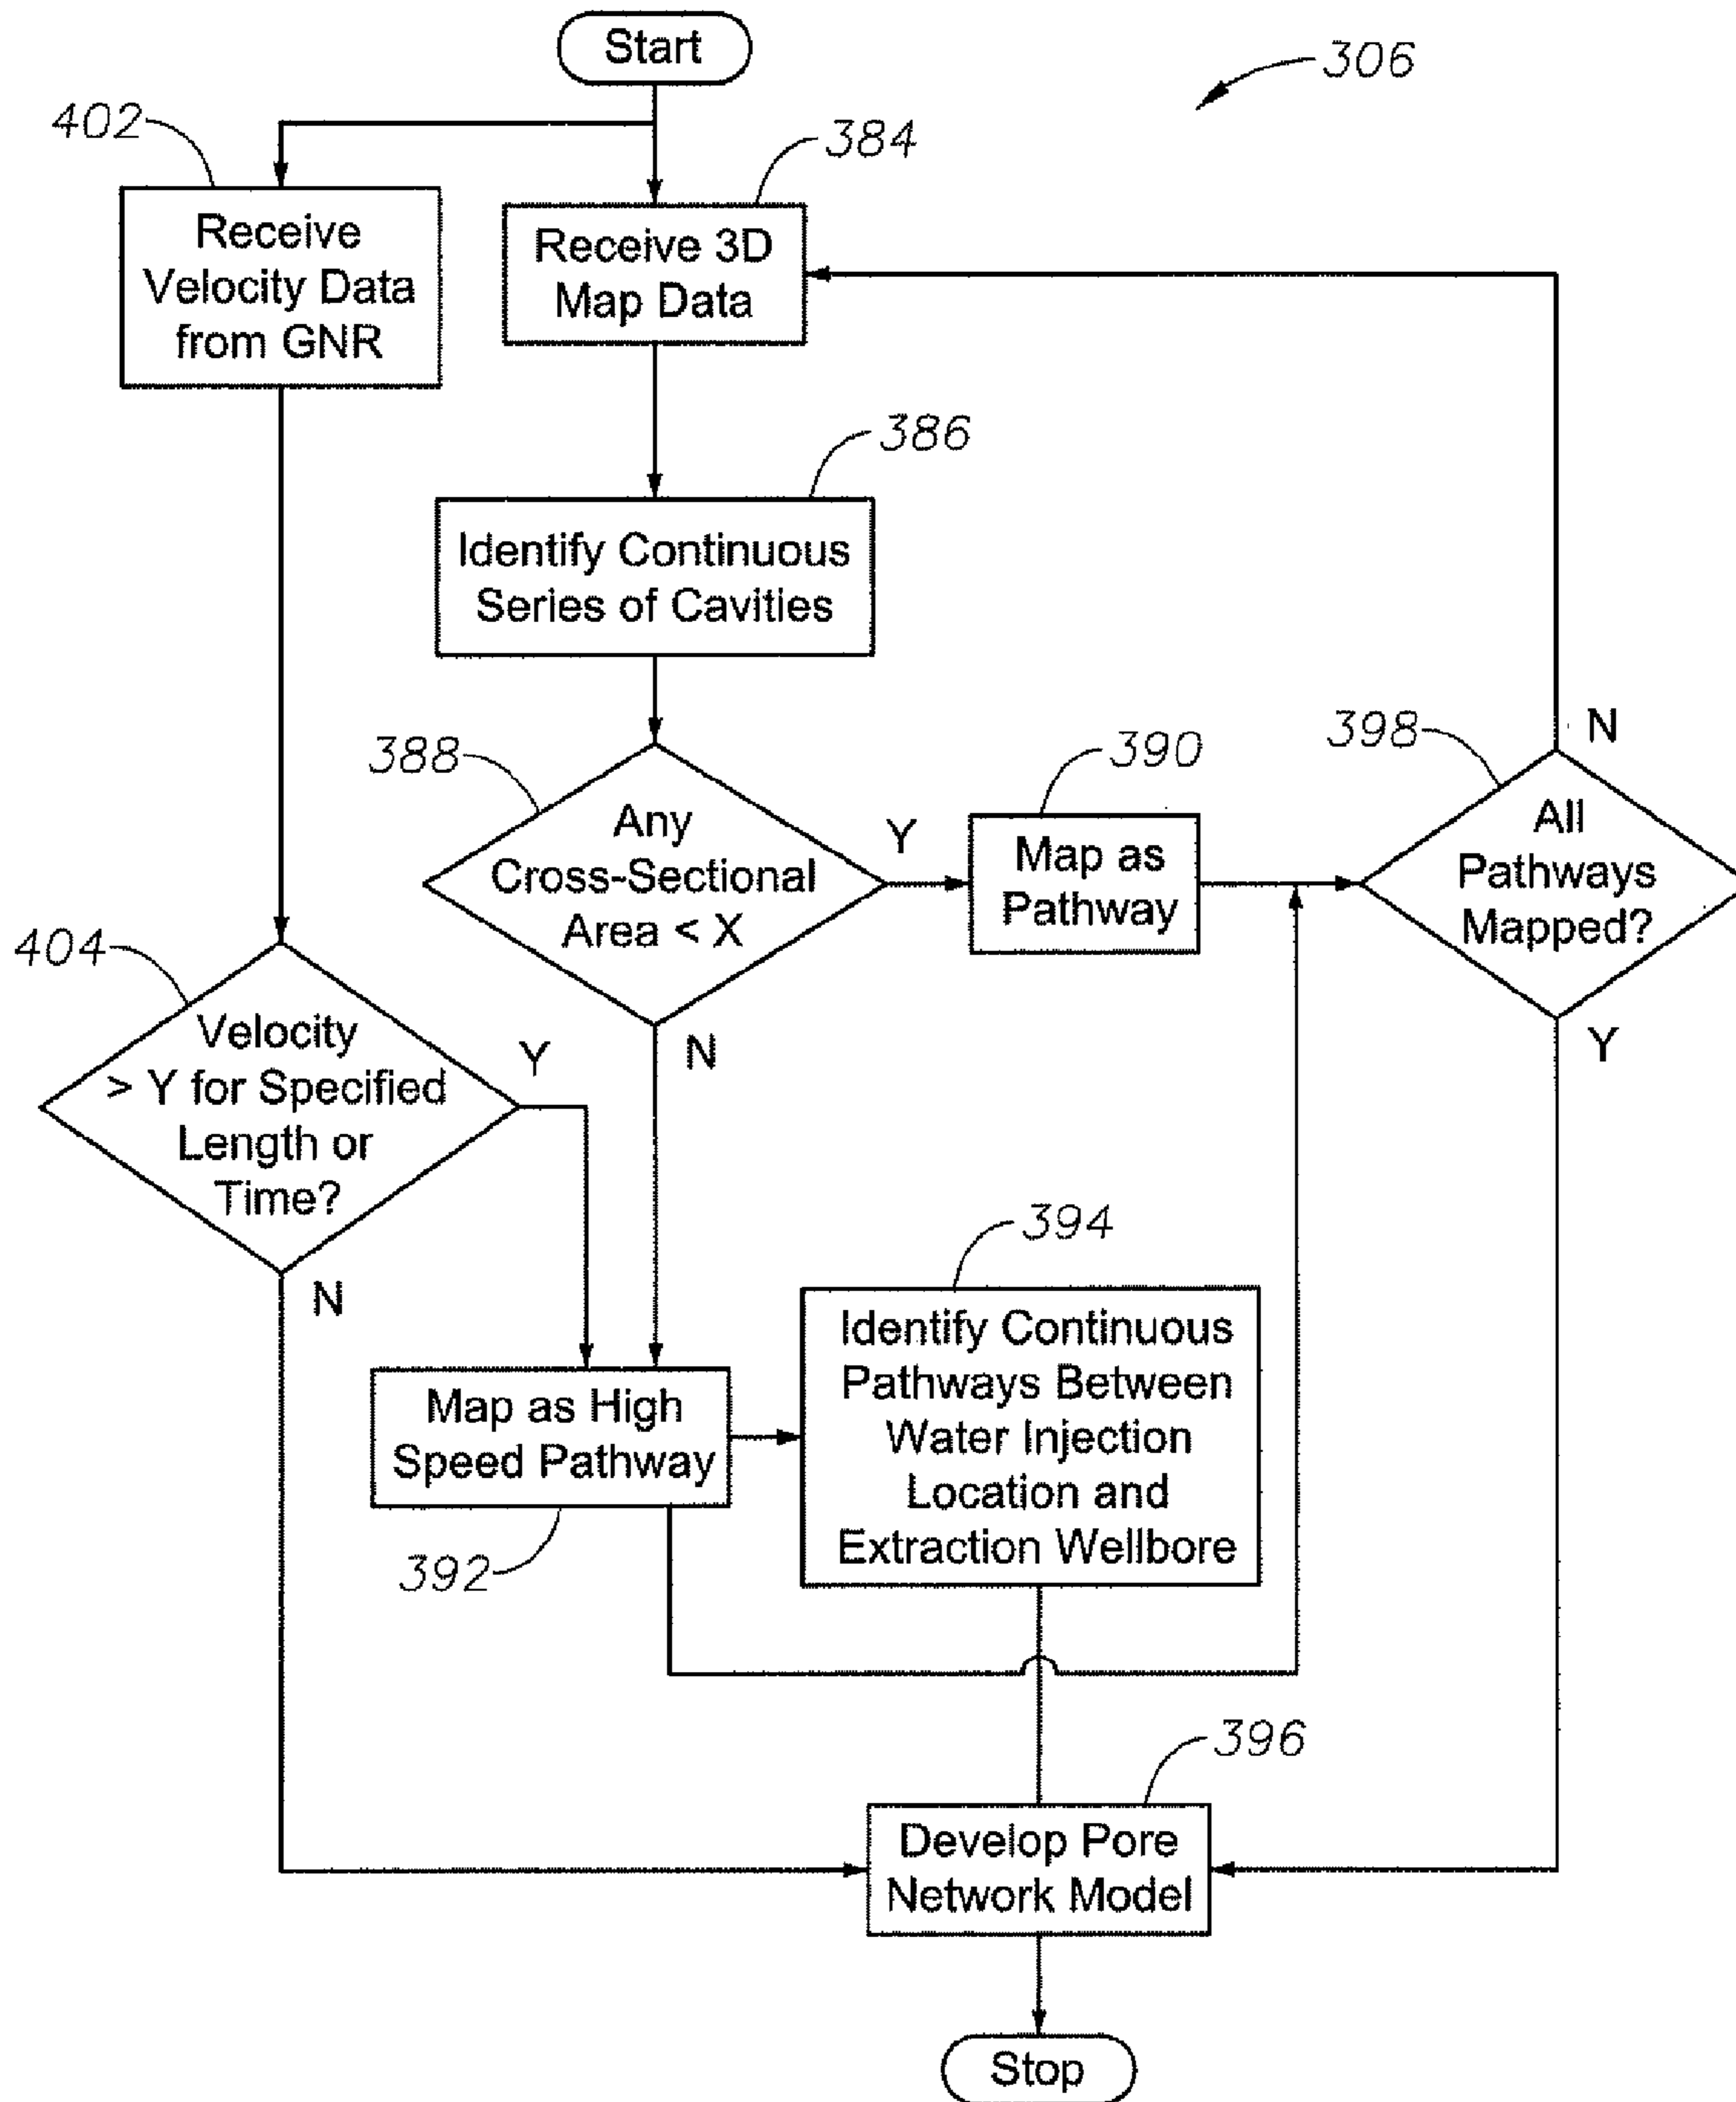 Start
306
402
384
Receive
Velocity Data
from GNR
Receive 3D
Map Data
386
Identify Continuous
Series of Cavities
388
Any
Cross-Sectional
Area < X
Y
N
390
Map as
Pathway
398
All
Pathways
Mapped?
N
Y
404
Velocity
> Y for Specified
Length or
Time?
Y
N
Map as High
Speed Pathway
392
394
Identify Continuous
Pathways Between
Water Injection
Location and
Extraction Wellbore
396
Develop Pore
Network Model
Stop